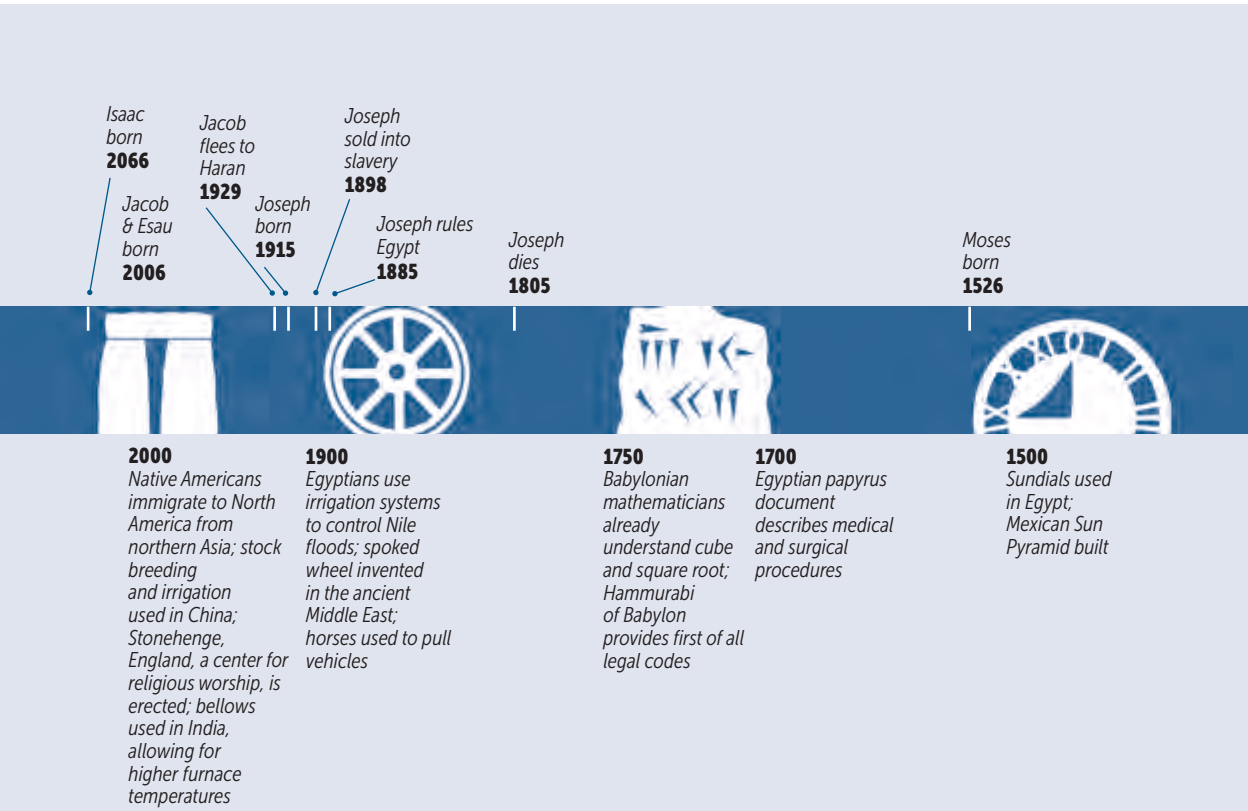 Isaac
born
2066
Jacob
& Esau
born
2006
Jacob
flees to
Haran
1929
Joseph
born
1915
Joseph
sold into
slavery
1898
Joseph rules
Egypt
1885
Joseph
dies
1805
Moses
born
1526
2000
Native Americans
immigrate to North
America from
northern Asia; stock
breeding
and irrigation
used in China;
Stonehenge,
England, a center for
religious worship, is
erected; bellows
used in India,
allowing for
higher furnace
temperatures
1900
Egyptians use
irrigation systems
to control Nile
floods; spoked
wheel invented
in the ancient
Middle East;
horses used to pull
vehicles
1750
Babylonian
mathematicians
already
understand cube
and square root;
Hammurabi
of Babylon
provides first of all
legal codes
1700
Egyptian papyrus
document
describes medical
and surgical
procedures
1500
Sundials used
in Egypt;
Mexican Sun
Pyramid built